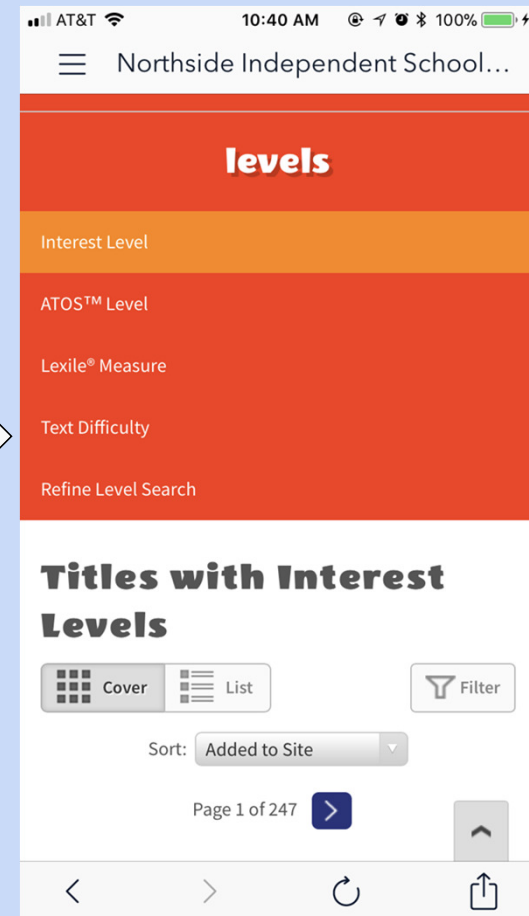 AT&T 10:40 AM 100%
Northside Independent School...
levels
Interest Level
ATOS™ Level
Lexile® Measure
Text Difficulty
Refine Level Search
Titles with Interest
Levels
Cover List Filter
Sort: Added to Site
Page 1 of 247